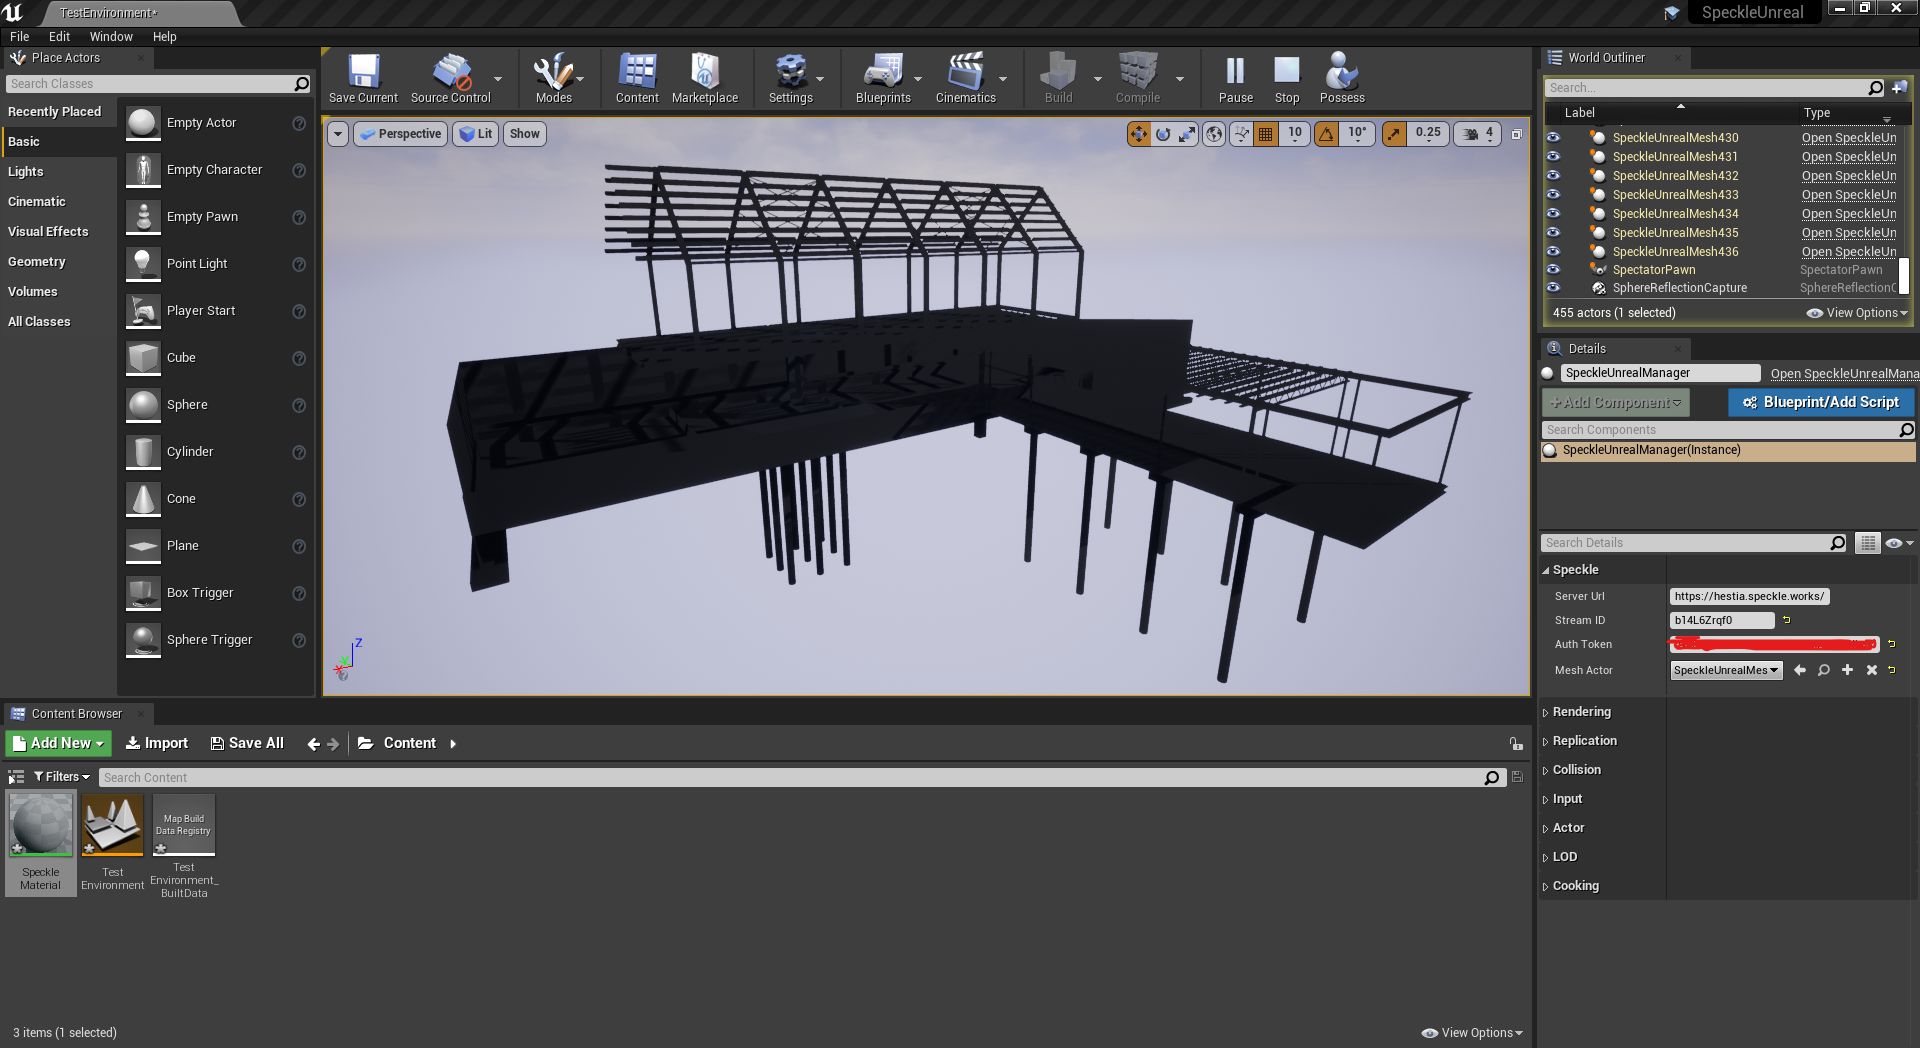 TestEnvironment*
SpeckleUnreal
File Edit Window Help
Place Actors
Search Classes
Recently Placed
Basic
Lights
Cinematic
Visual Effects
Geometry
Volumes
All Classes
Empty Actor
Empty Character
Empty Pawn
Point Light
Player Start
Cube
Sphere
Cylinder
Cone
Plane
Box Trigger
Sphere Trigger
Save Current Source Control Modes Content Marketplace Settings Blueprints Cinematics Build Compile Pause Stop Possess
Perspective Lit Show
10 10° 0.25 4
Z
World Outliner
Search...
Label Type
SpeckleUnrealMesh430 Open SpeckleUn
SpeckleUnrealMesh431 Open SpeckleUn
SpeckleUnrealMesh432 Open SpeckleUn
SpeckleUnrealMesh433 Open SpeckleUn
SpeckleUnrealMesh434 Open SpeckleUn
SpeckleUnrealMesh435 Open SpeckleUn
SpeckleUnrealMesh436 Open SpeckleUn
SpectatorPawn SpectatorPawn
SphereReflectionCapture SphereReflectionC
455 actors (1 selected) View Options
Details
SpeckleUnrealManager Open SpeckleUnrealMana
+Add Component Blueprint/Add Script
Search Components
SpeckleUnrealManager(Instance)
Search Details
Speckle
Server Url https://hestia.speckle.works/
Stream ID b14L6Zrqf0
Auth Token
Mesh Actor SpeckleUnrealMes
Rendering
Replication
Collision
Input
Actor
LOD
Cooking
Content Browser
Add New Import Save All Content
Filters Search Content
Map Build
Data Registry
Speckle
Material
Test
Environment
Test
Environment_
BuiltData
3 items (1 selected) View Options